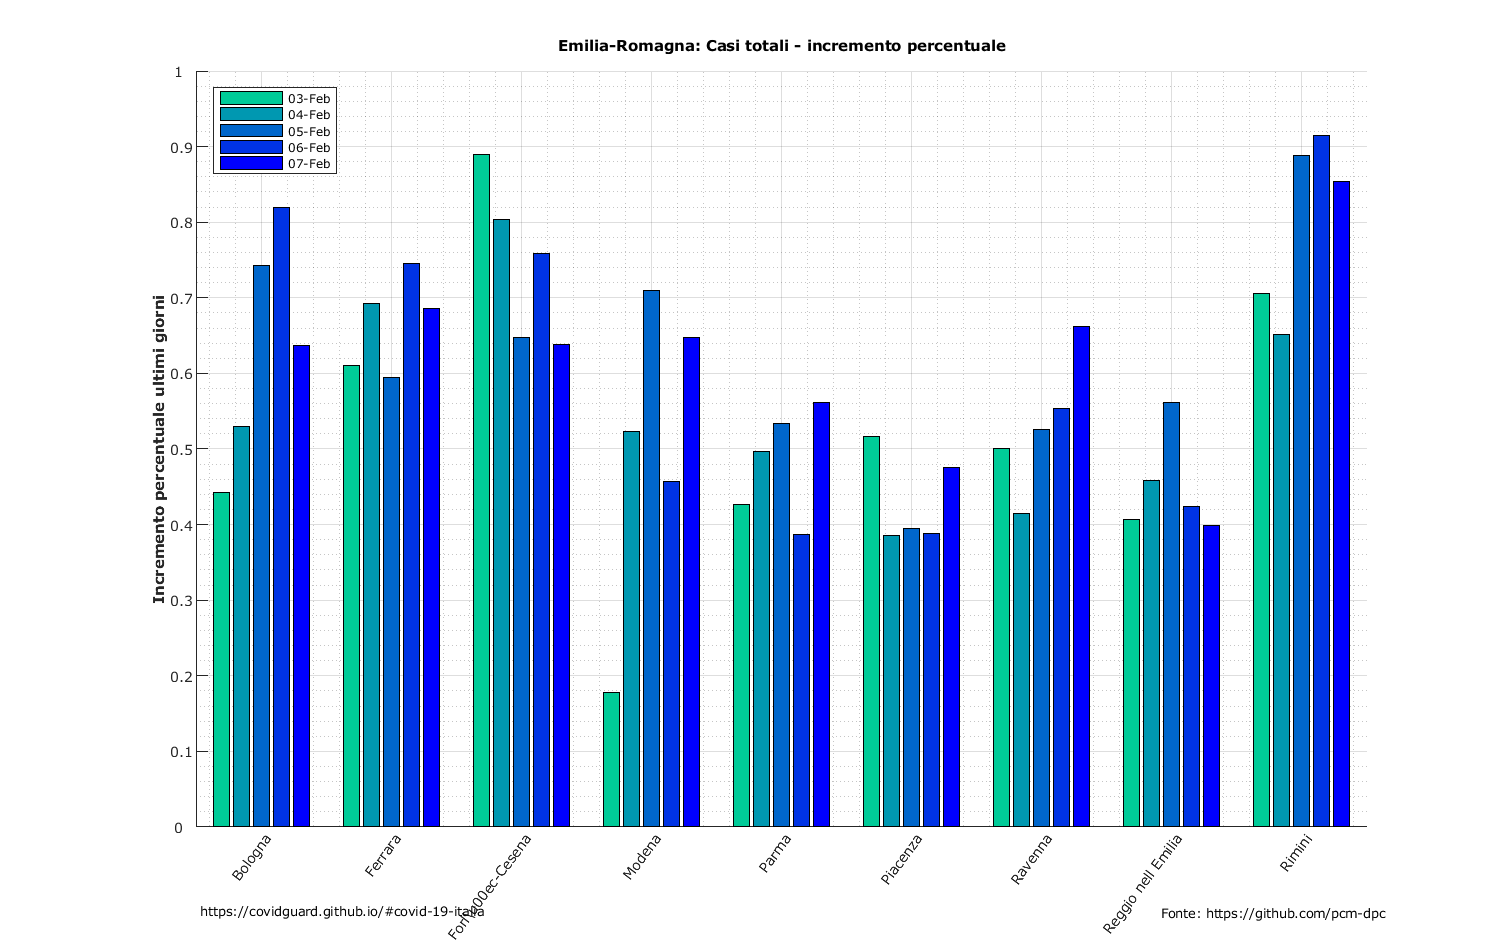 Emilia-Romagna: Casi totali - incremento percentuale
Incremento percentuale ultimi giorni
1
0.9
0.8
0.7
0.6
0.5
0.4
0.3
0.2
0.1
0
03-Feb
04-Feb
05-Feb
06-Feb
07-Feb
Bologna
Ferrara
Modena
Parma
Piacenza
Ravenna
Reggio nell Emilia
Rimini
https://covidguard.github.io/#covid-19-italia
Fonte: https://github.com/pcm-dpc